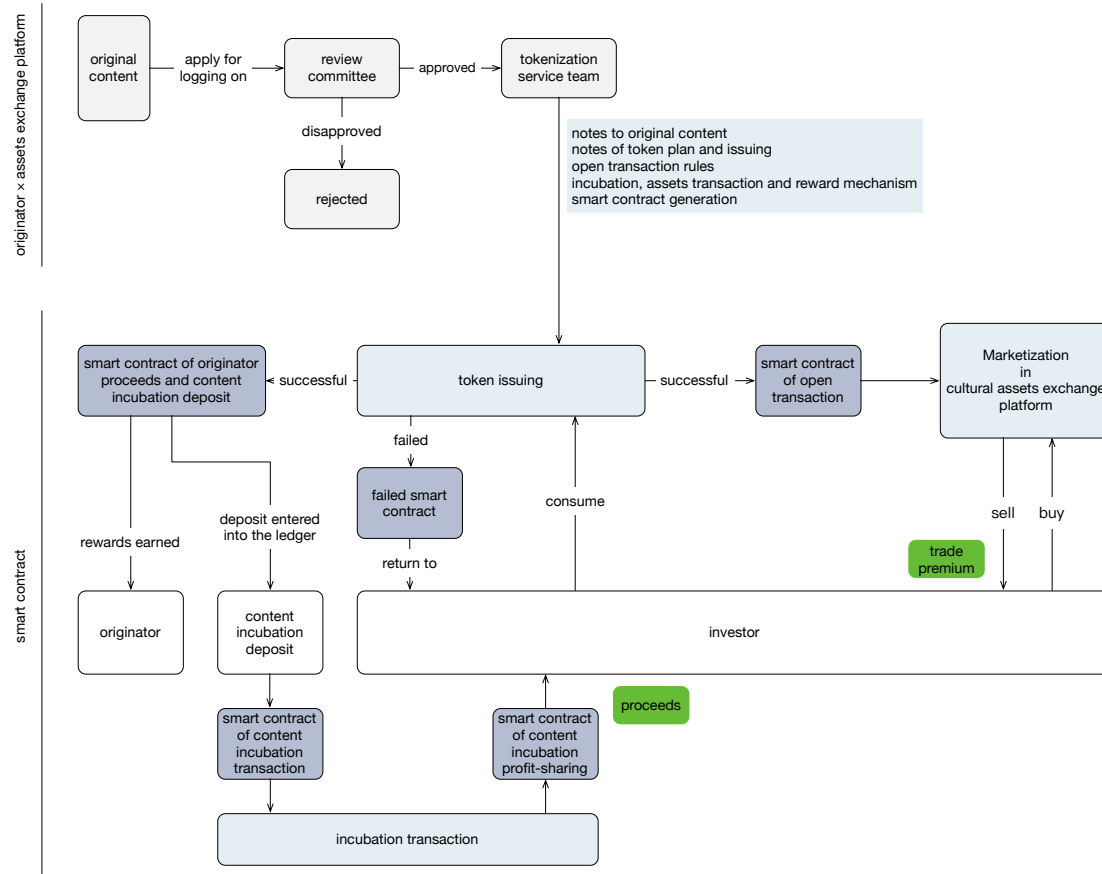 originator × assets exchange platform
original
content
apply for
logging on
review
committee
approved
tokenization
service team
disapproved
rejected
notes to original content
notes of token plan and issuing
open transaction rules
incubation, assets transaction and reward mechanism
smart contract generation
smart contract
smart contract of originator
proceeds and content
incubation deposit
successful
token issuing
successful
smart contract
of open
transaction
Marketization
in
cultural assets exchange
platform
failed
failed smart
contract
return to
consume
sell
buy
trade
premium
rewards earned
deposit entered
into the ledger
originator
content
incubation
deposit
investor
proceeds
smart contract
of content
incubation
transaction
smart contract
of content
incubation
profit-sharing
incubation transaction